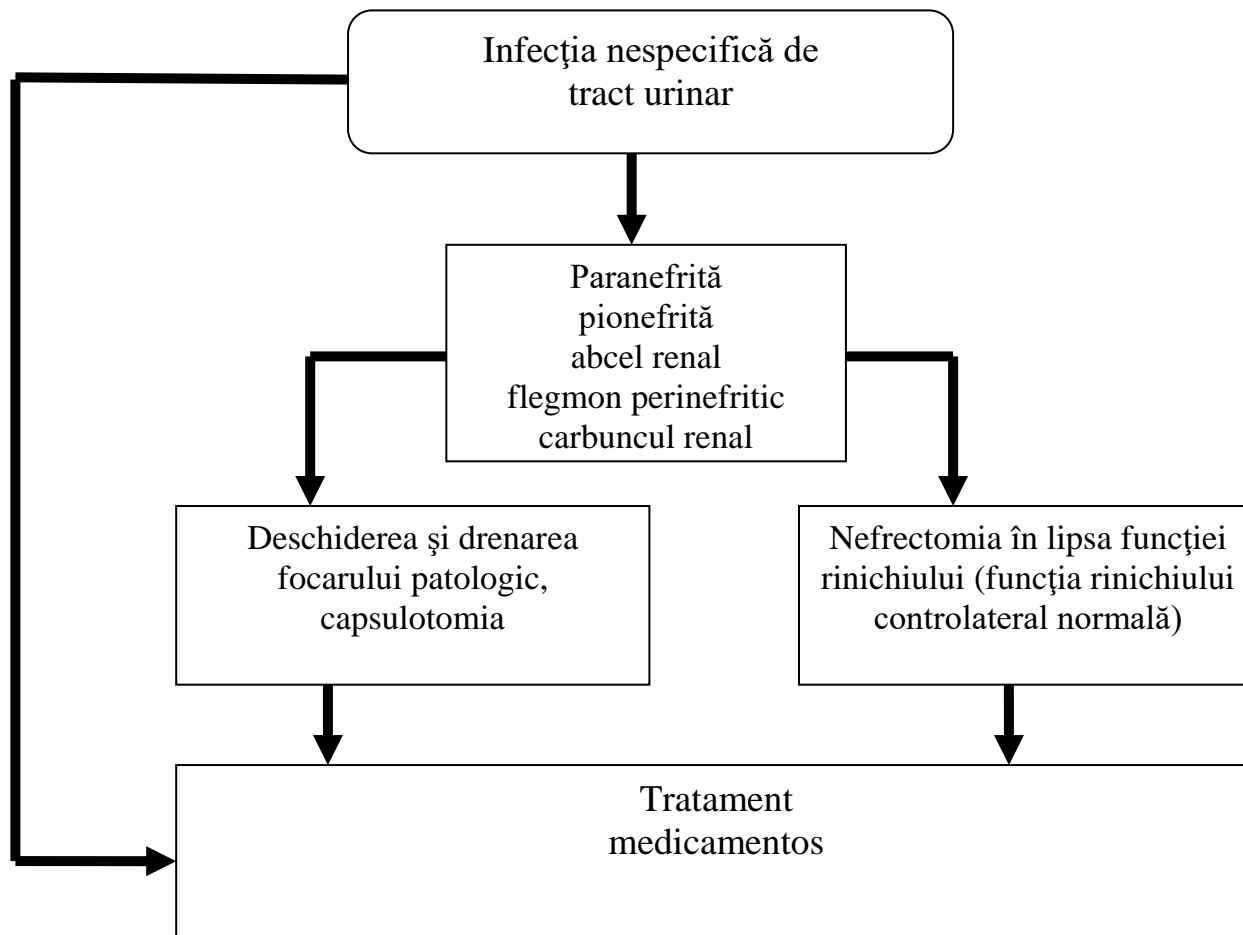 Infecţia nespecifică de
tract urinar
Paranefrită
pionefrită
abcel renal
flegmon perinefritic
carbuncul renal
Deschiderea şi drenarea
focarului patologic,
capsulotomia
Nefrectomia în lipsa funcţiei
rinichiului (funcţia rinichiului
controlateral normală)
Tratament
medicamentos